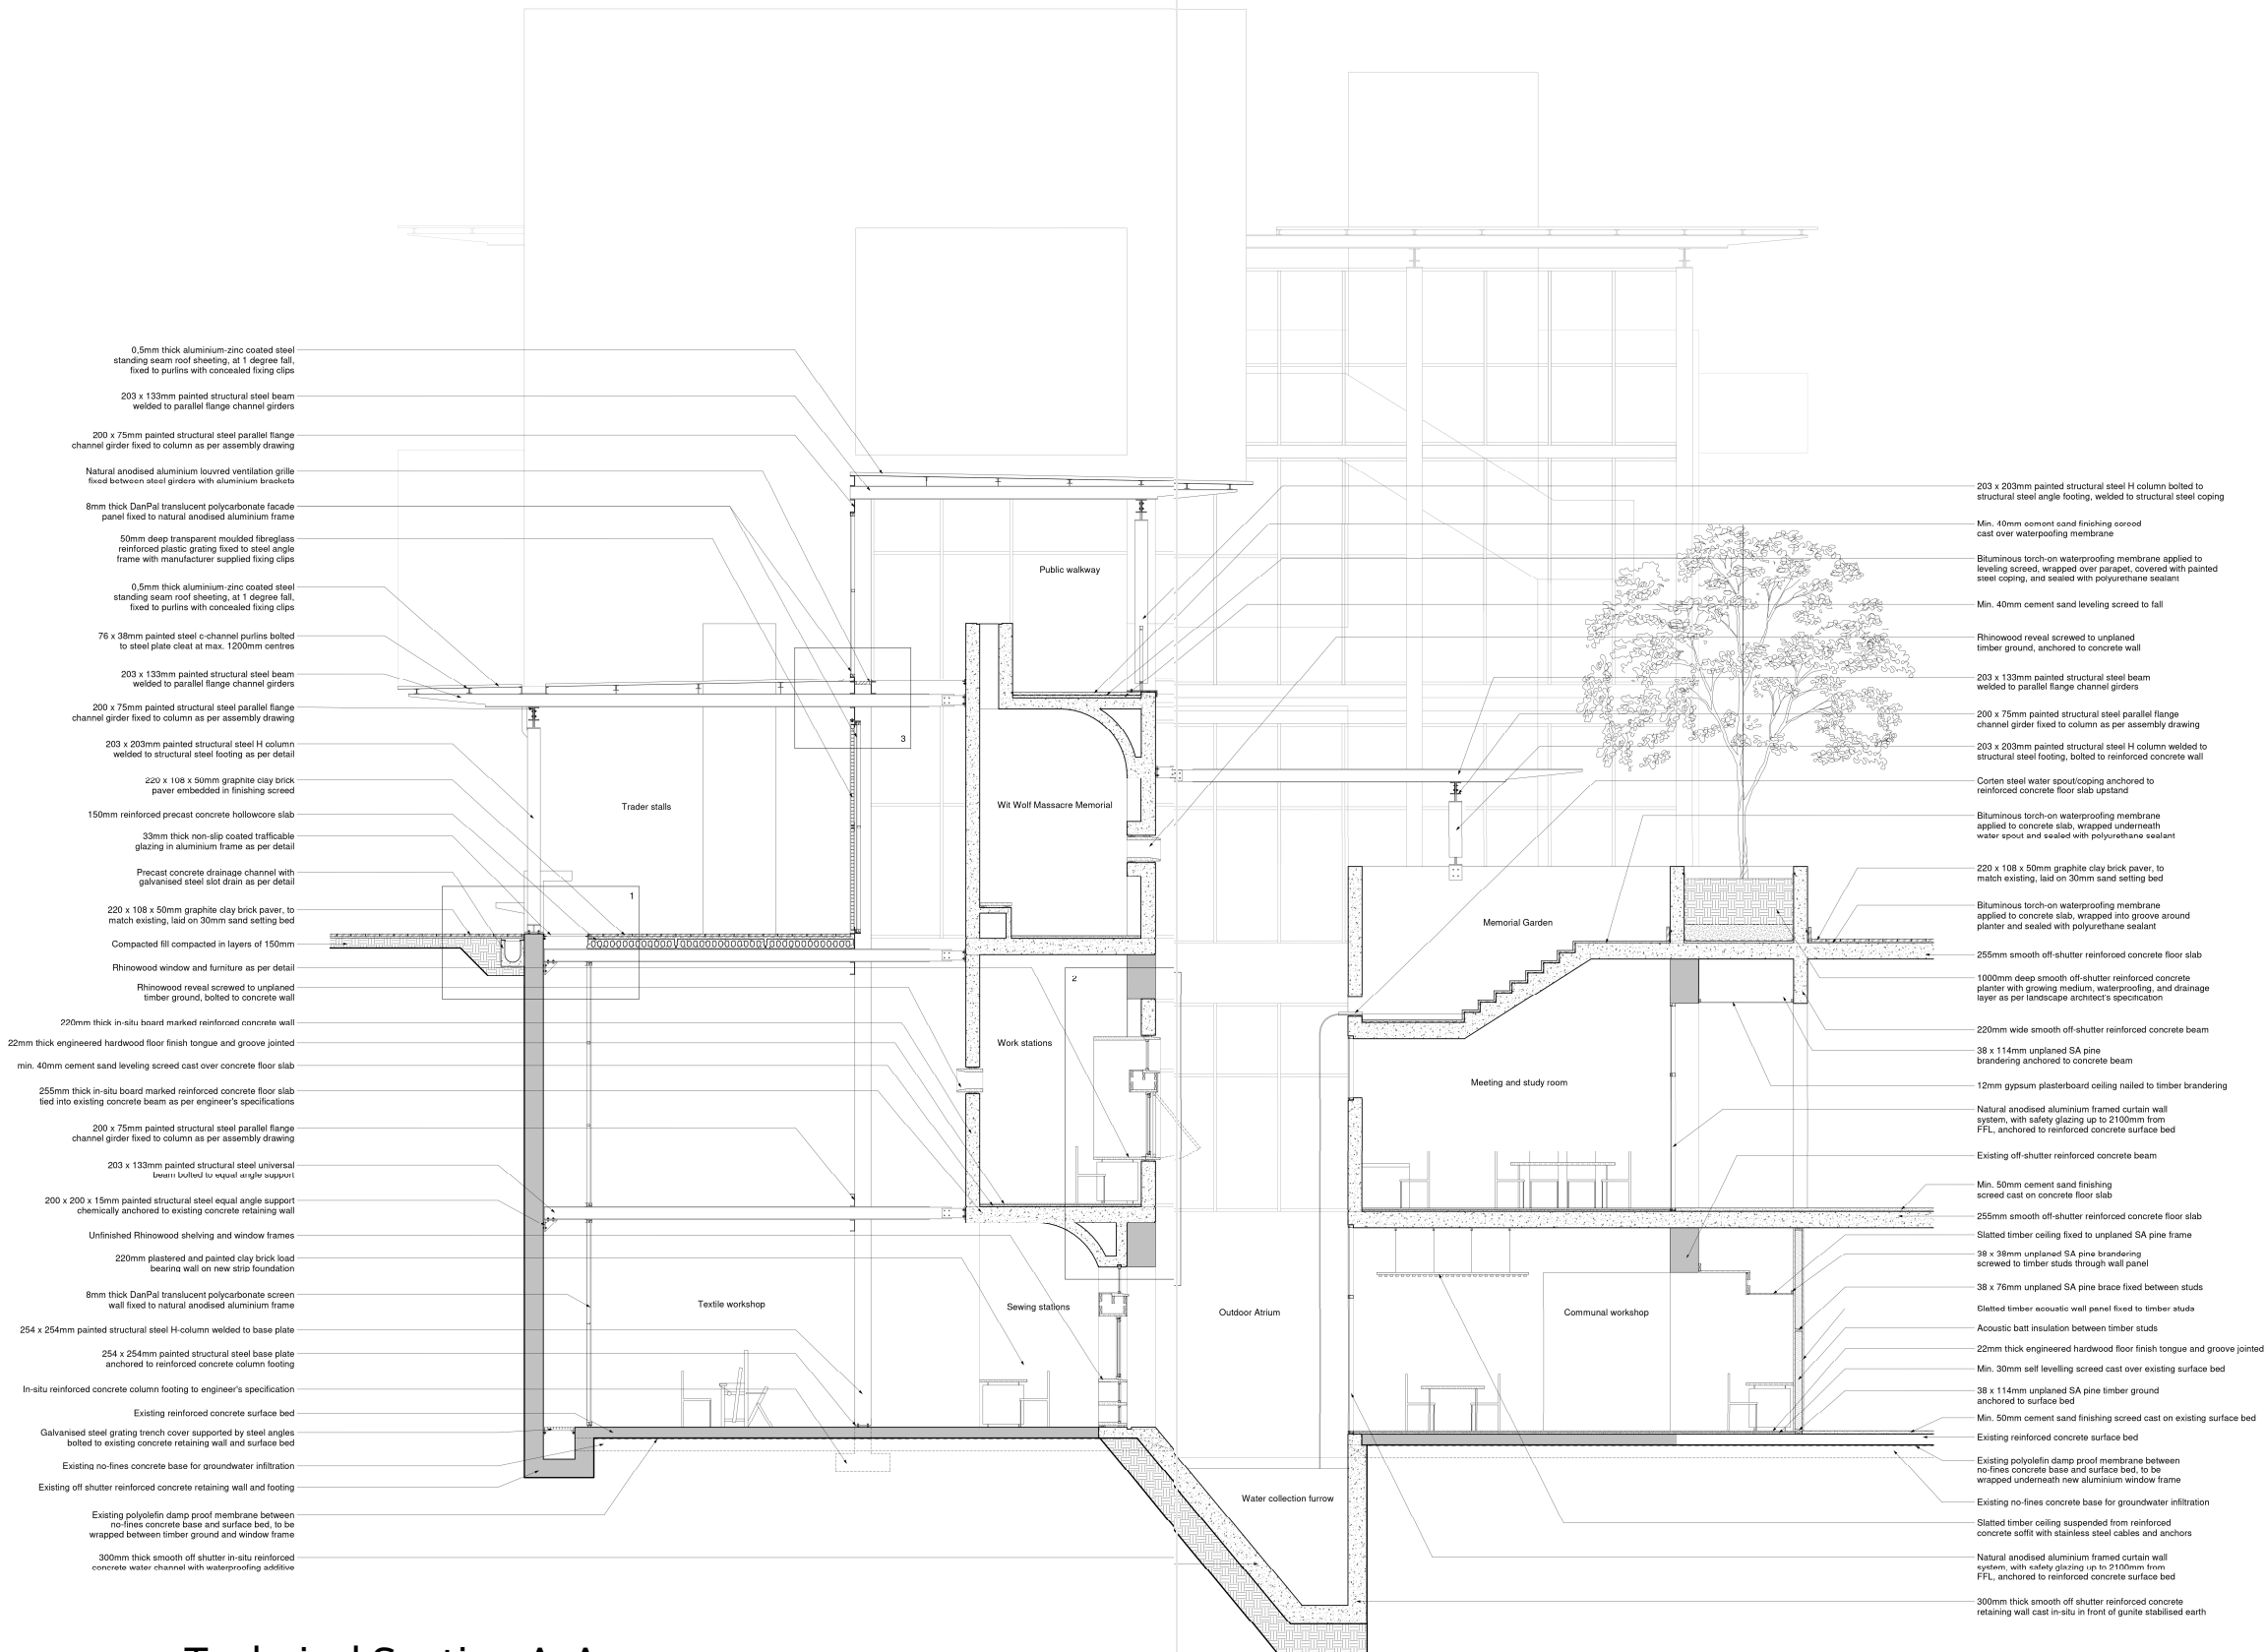 0,5mm thick aluminium-zinc coated steel
standing seam roof sheeting, at 1 degree fall,
fixed to purlins with concealed fixing clips
203 x 133mm painted structural steel beam
welded to parallel flange channel girders
200 x 75mm painted structural steel parallel flange
channel girder fixed to column as per assembly drawing
Natural anodised aluminium louvred ventilation grille
fixed between steel girders with aluminium brackets
8mm thick DanPal translucent polycarbonate facade
panel fixed to natural anodised aluminium frame
50mm deep transparent moulded fibreglass
reinforced plastic grating fixed to steel angle
frame with manufacturer supplied fixing clips
0,5mm thick aluminium-zinc coated steel
standing seam roof sheeting, at 1 degree fall,
fixed to purlins with concealed fixing clips
76 x 38mm painted steel c-channel purlins bolted
to steel plate cleat at max. 1200mm centres
203 x 133mm painted structural steel beam
welded to parallel flange channel girders
200 x 75mm painted structural steel parallel flange
channel girder fixed to column as per assembly drawing
203 x 203mm painted structural steel H column
welded to structural steel footing as per detail
220 x 108 x 50mm graphite clay brick
paver embedded in finishing screed
150mm reinforced precast concrete hollowcore slab
33mm thick non-slip coated trafficable
glazing in aluminium frame as per detail
Precast concrete drainage channel with
galvanised steel slot drain as per detail
220 x 108 x 50mm graphite clay brick paver, to
match existing, laid on 30mm sand setting bed
Compacted fill compacted in layers of 150mm
Rhinowood window and furniture as per detail
Rhinowood reveal screwed to unplaned
timber ground, bolted to concrete wall
220mm thick in-situ board marked reinforced concrete wall
22mm thick engineered hardwood floor finish tongue and groove jointed
min. 40mm cement sand leveling screed cast over concrete floor slab
255mm thick in-situ board marked reinforced concrete floor slab
tied into existing concrete beam as per engineer's specifications
200 x 75mm painted structural steel parallel flange
channel girder fixed to column as per assembly drawing
203 x 133mm painted structural steel universal
beam bolted to equal angle support
200 x 200 x 15mm painted structural steel equal angle support
chemically anchored to existing concrete retaining wall
Unfinished Rhinowood shelving and window frames
220mm plastered and painted clay brick load
bearing wall on new strip foundation
8mm thick DanPal translucent polycarbonate screen
wall fixed to natural anodised aluminium frame
254 x 254mm painted structural steel H-column welded to base plate
254 x 254mm painted structural steel base plate
anchored to reinforced concrete column footing
In-situ reinforced concrete column footing to engineer's specification
Existing reinforced concrete surface bed
Galvanised steel grating trench cover supported by steel angles
bolted to existing concrete retaining wall and surface bed
Existing no-fines concrete base for groundwater infiltration
Existing off shutter reinforced concrete retaining wall and footing
Existing polyolefin damp proof membrane between
no-fines concrete base and surface bed, to be
wrapped between timber ground and window frame
300mm thick smooth off shutter in-situ reinforced
concrete water channel with waterproofing additive
Public walkway
3
Trader stalls
Wit Wolf Massacre Memorial
1
Memorial Garden
2
Work stations
Meeting and study room
Textile workshop
Sewing stations
Outdoor Atrium
Communal workshop
Water collection furrow
203 x 203mm painted structural steel H column bolted to
structural steel angle footing, welded to structural steel coping
Min. 40mm cement sand finishing screed
cast over waterpoofing membrane
Bituminous torch-on waterproofing membrane applied to
leveling screed, wrapped over parapet, covered with painted
steel coping, and sealed with polyurethane sealant
Min. 40mm cement sand leveling screed to fall
Rhinowood reveal screwed to unplaned
timber ground, anchored to concrete wall
203 x 133mm painted structural steel beam
welded to parallel flange channel girders
200 x 75mm painted structural steel parallel flange
channel girder fixed to column as per assembly drawing
203 x 203mm painted structural steel H column welded to
structural steel footing, bolted to reinforced concrete wall
Corten steel water spout/coping anchored to
reinforced concrete floor slab upstand
Bituminous torch-on waterproofing membrane
applied to concrete slab, wrapped underneath
water spout and sealed with polyurethane sealant
220 x 108 x 50mm graphite clay brick paver, to
match existing, laid on 30mm sand setting bed
Bituminous torch-on waterproofing membrane
applied to concrete slab, wrapped into groove around
planter and sealed with polyurethane sealant
255mm smooth off-shutter reinforced concrete floor slab
1000mm deep smooth off-shutter reinforced concrete
planter with growing medium, waterproofing, and drainage
layer as per landscape architect's specification
220mm wide smooth off-shutter reinforced concrete beam
38 x 114mm unplaned SA pine
brandering anchored to concrete beam
12mm gypsum plasterboard ceiling nailed to timber brandering
Natural anodised aluminium framed curtain wall
system, with safety glazing up to 2100mm from
FFL, anchored to reinforced concrete surface bed
Existing off-shutter reinforced concrete beam
Min. 50mm cement sand finishing
screed cast on concrete floor slab
255mm smooth off-shutter reinforced concrete floor slab
Slatted timber ceiling fixed to unplaned SA pine frame
38 x 38mm unplaned SA pine brandering
screwed to timber studs through wall panel
38 x 76mm unplaned SA pine brace fixed between studs
Slatted timber acoustic wall panel fixed to timber studs
Acoustic batt insulation between timber studs
22mm thick engineered hardwood floor finish tongue and groove jointed
Min. 30mm self levelling screed cast over existing surface bed
38 x 114mm unplaned SA pine timber ground
anchored to surface bed
Min. 50mm cement sand finishing screed cast on existing surface bed
Existing reinforced concrete surface bed
Existing polyolefin damp proof membrane between
no-fines concrete base and surface bed, to be
wrapped underneath new aluminium window frame
Existing no-fines concrete base for groundwater infiltration
Slatted timber ceiling suspended from reinforced
concrete soffit with stainless steel cables and anchors
Natural anodised aluminium framed curtain wall
system, with safety glazing up to 2100mm from
FFL, anchored to reinforced concrete surface bed
300mm thick smooth off shutter reinforced concrete
retaining wall cast in-situ in front of gunite stabilised earth
Technical Section A-A